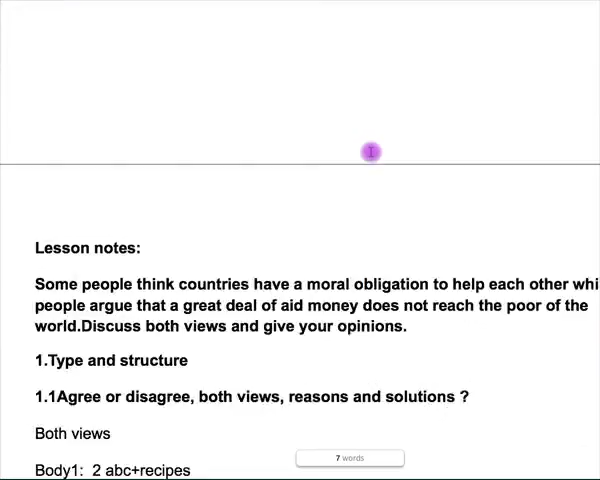 Lesson notes:
Some people think countries have a moral obligation to help each other whi
people argue that a great deal of aid money does not reach the poor of the
world.Discuss both views and give your opinions.
1.Type and structure
1.1Agree or disagree, both views, reasons and solutions ?
Both views
7 words
Body1:  2 abc+recipes